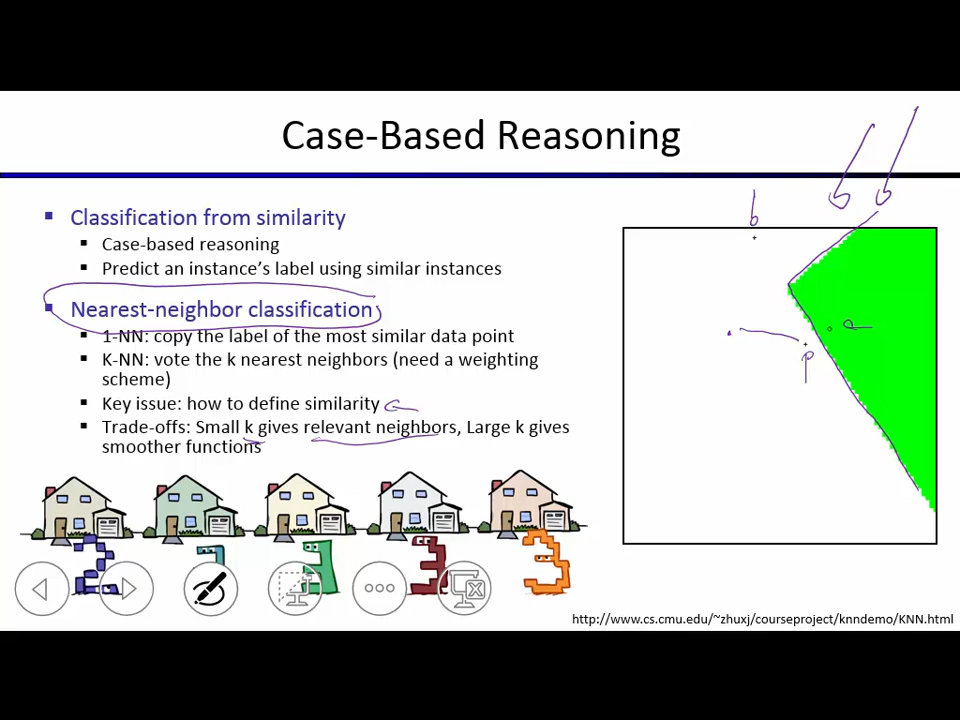 Case-Based Reasoning
Classification from similarity
Case-based reasoning
Predict an instance's label using similar instances
Nearest-neighbor classification
1-NN: copy the label of the most similar data point
K-NN: vote the k nearest neighbors (need a weighting
scheme)
Key issue: how to define similarity
Trade-offs: Small k gives relevant neighbors, Large k gives
smoother functions
b
a
p
http://www.cs.cmu.edu/~zhuxj/courseproject/knndemo/KNN.html